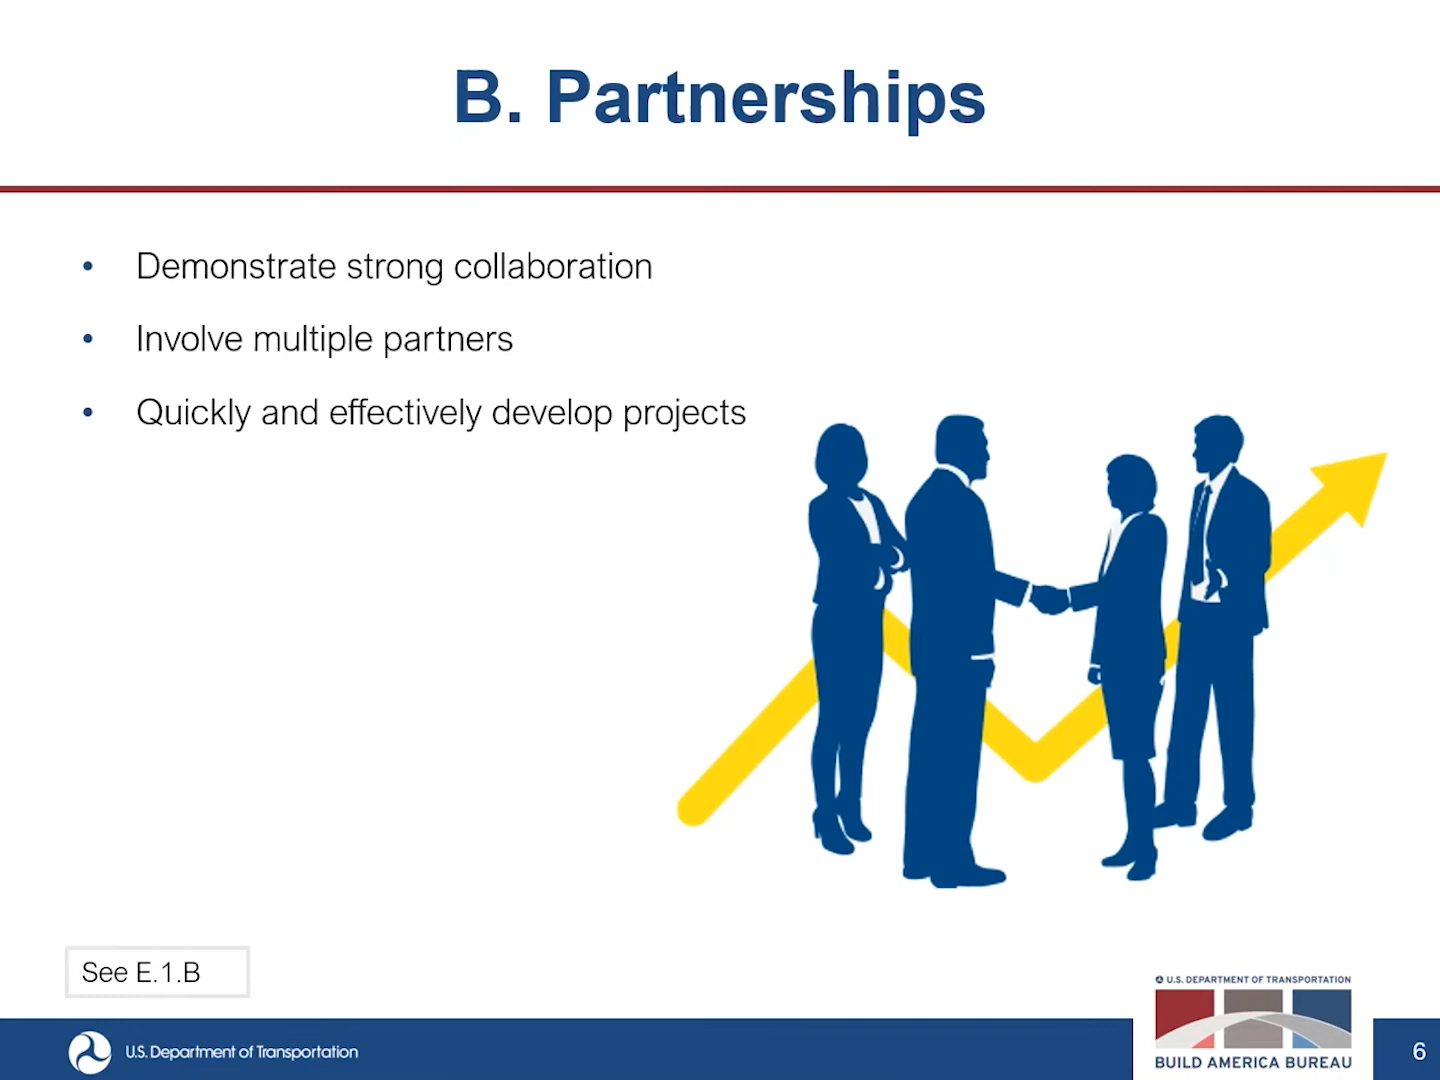 B. Partnerships
• Demonstrate strong collaboration
• Involve multiple partners
• Quickly and effectively develop projects
See E.1.B
U.S. DEPARTMENT OF TRANSPORTATION
BUILD AMERICA BUREAU
U.S. Department of Transportation
6